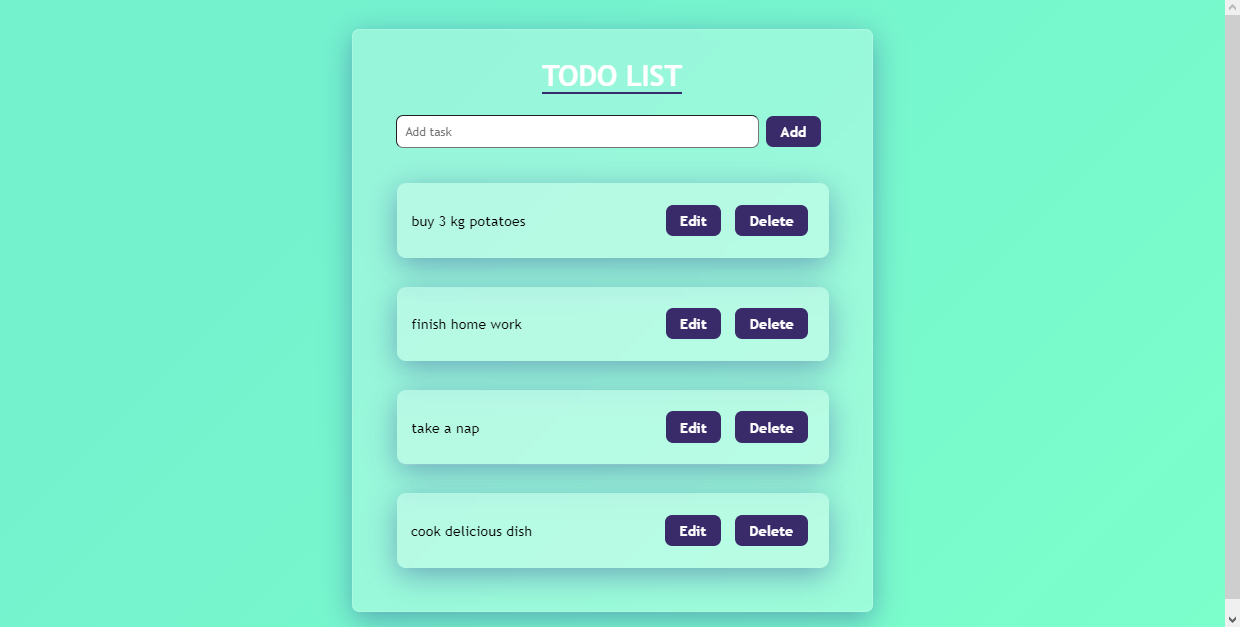 TODO LIST
Add task Add
buy 3 kg potatoes Edit Delete
finish home work Edit Delete
take a nap Edit Delete
cook delicious dish Edit Delete